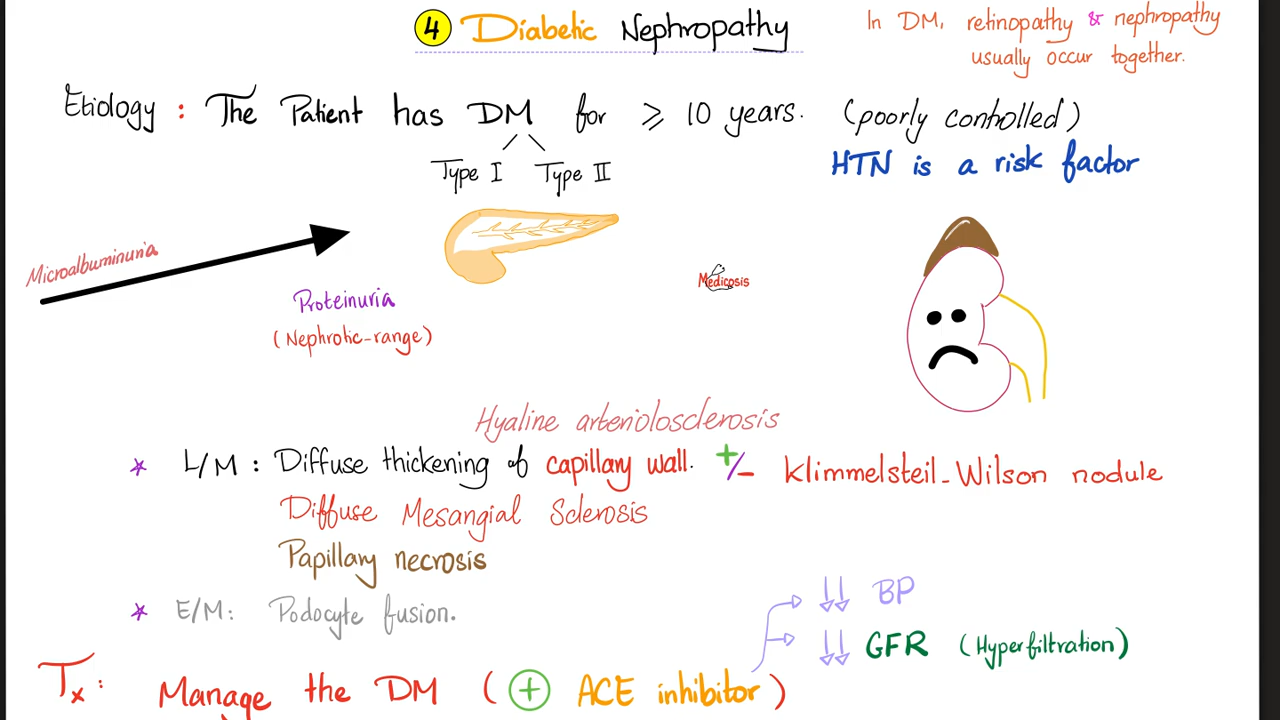 4 Diabetic Nephropathy
In DM, retinopathy & nephropathy
usually occur together.
Etiology : The Patient has DM for ≥ 10 years. (poorly controlled)
Type I Type II
HTN is a risk factor
Microalbuminuria
Proteinuria
(Nephrotic-range)
Medicosis
Hyaline arteriolosclerosis
* L/M : Diffuse thickening of capillary wall. +/- Klimmelsteil-Wilson nodule
Diffuse Mesangial Sclerosis
Papillary necrosis
* E/M: Podocyte fusion.
↓↓ BP
↓↓ GFR (Hyperfiltration)
Tx: Manage the DM (+ ACE inhibitor)